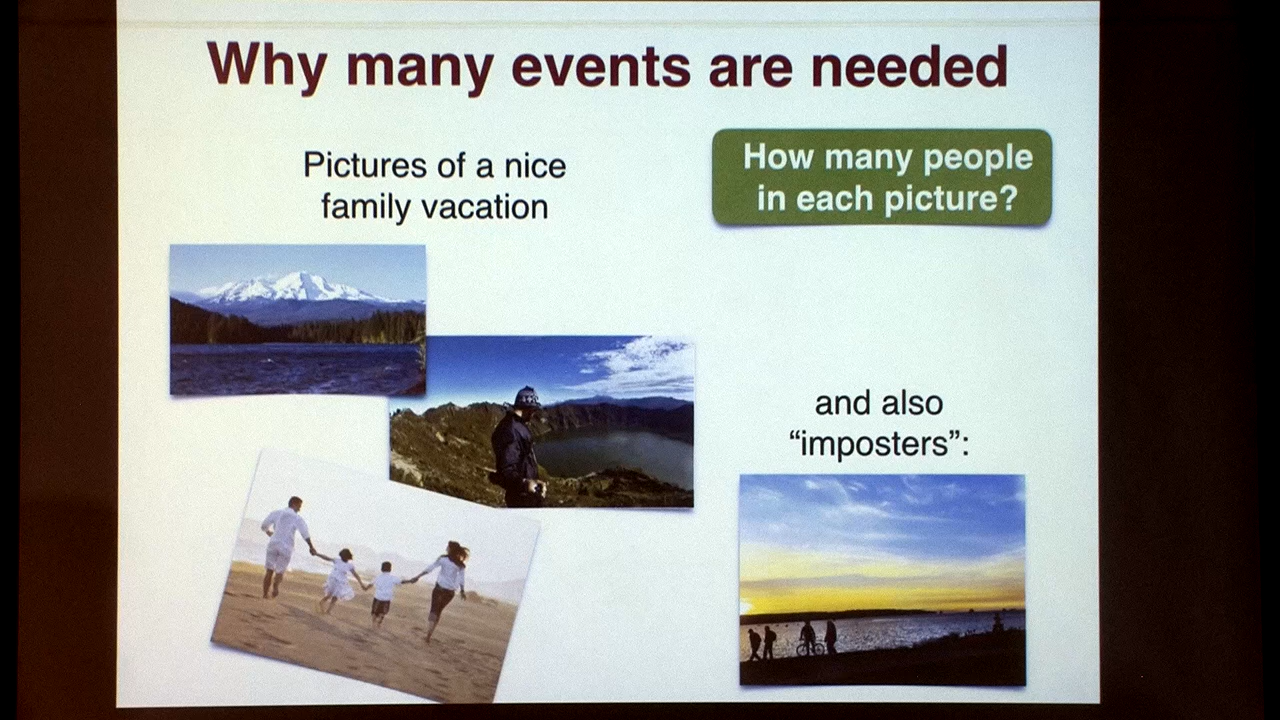 Why many events are needed
Pictures of a nice
family vacation
How many people
in each picture?
and also
“imposters”: